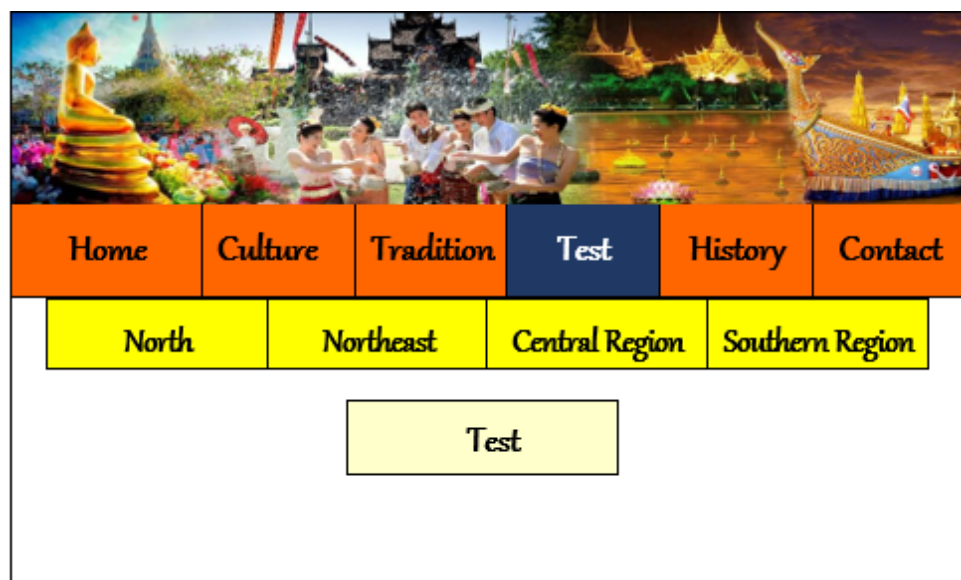 Home Culture Tradition Test History Contact
North Northeast Central Region Southern Region
Test